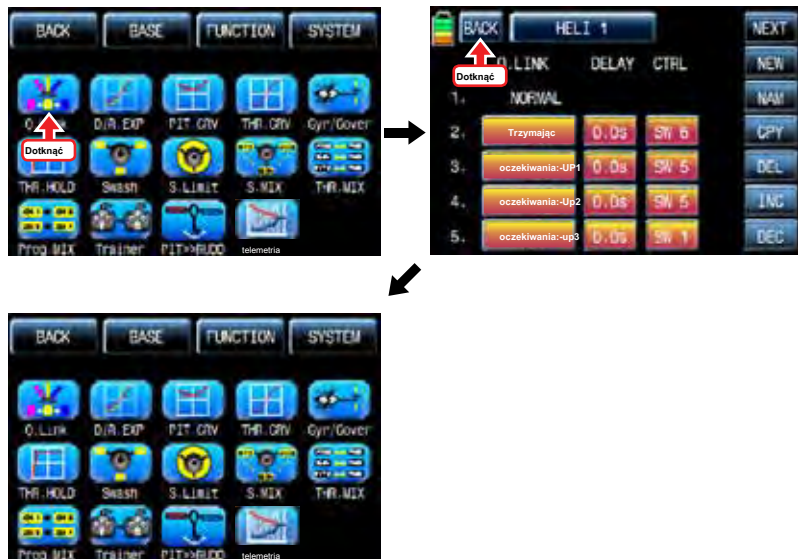 BACK BASE FUNCTION SYSTEM
Q.Link D/R.EXP PIT CRV THR.CRV Gyr/Gover
Dotknąć
THR.HOLD Swash S.Limit S.MIX THR.MIX
Prog.MIX Trainer PIT>>RUDD telemetria
BACK HELI 1 NEXT
Q.LINK DELAY CTRL NEW
Dotknąć
1. NORMAL NAM
2. Trzymając 0.0s SW 6 CPY
3. oczekiwania:-UP1 0.0s SW 5 DEL
4. oczekiwania:-Up2 0.0s SW 5 INC
5. oczekiwania:-up3 0.0s SW 1 DEC
BACK BASE FUNCTION SYSTEM
Q.Link D/R.EXP PIT CRV THR.CRV Gyr/Gover
THR.HOLD Swash S.Limit S.MIX THR.MIX
Prog.MIX Trainer PIT>>RUDD telemetria